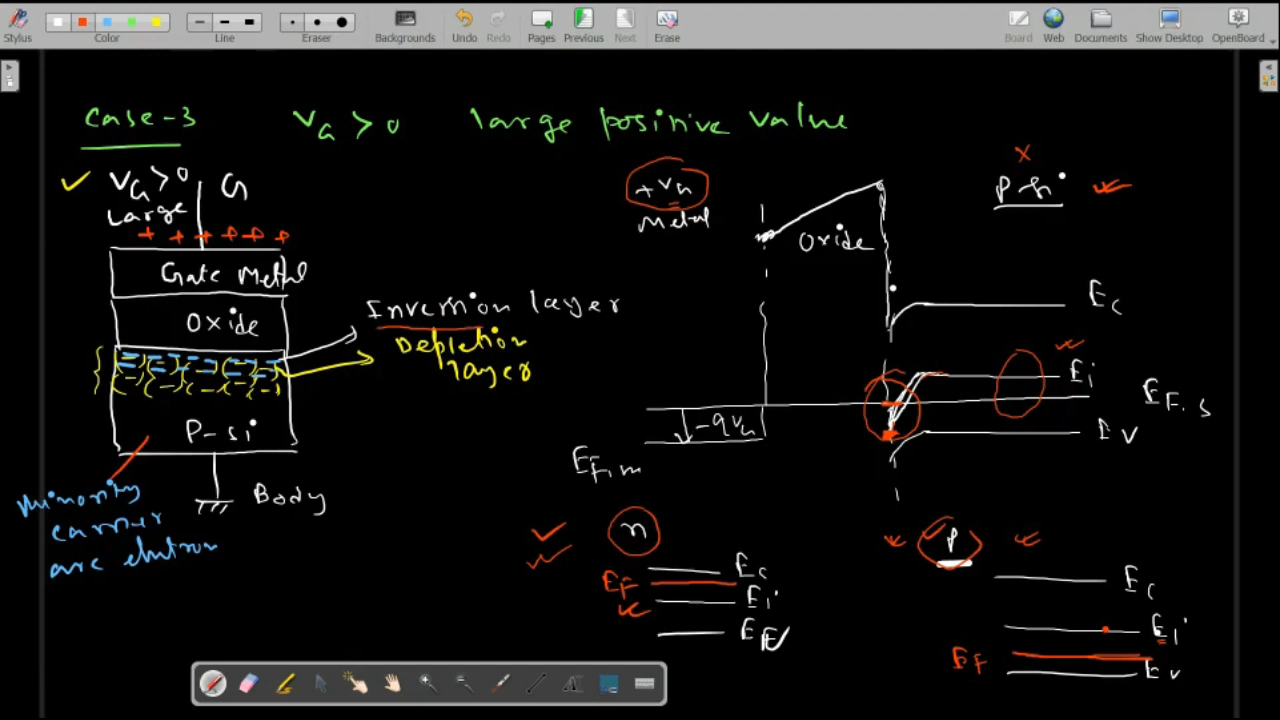 Stylus
Color
Line
Eraser
Backgrounds
Undo
Redo
Pages
Previous
Next
Erase
Board
Web
Documents
Show Desktop
OpenBoard
Case-3 VG > 0 large positive value
VG > 0 G
Large
+ + + + + +
Gate Metal
Oxide
P-Si
Body
Inversion layer
Depletion
layer
Minority
carrier
are electron
+VG
Metal
Oxide
x
P-Si
Ec
Ei
EF,s
Ev
-qVG
EF,m
n
Ec
EF
Ei
EV
P
Ec
Ei
EF
Ev